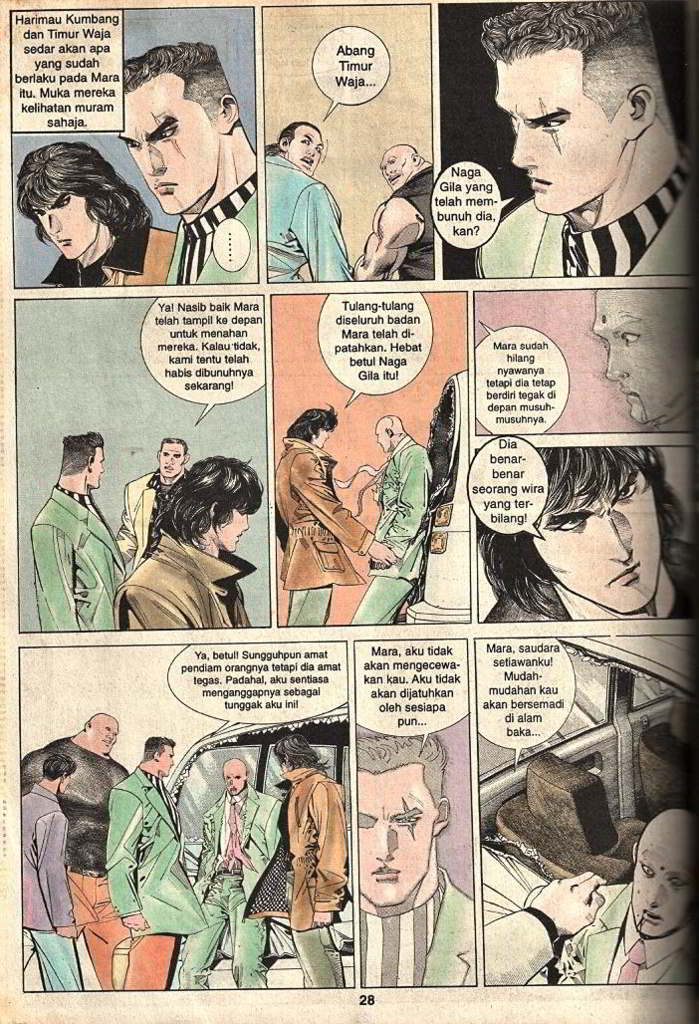 Harimau Kumbang
dan Timur Waja
sedar akan apa
yang sudah
berlaku pada Mara
itu. Muka mereka
kelihatan muram
sahaja.
.....
Abang
Timur
Waja...
Naga
Gila yang
telah mem-
bunuh dia,
kan?
Ya! Nasib baik Mara
telah tampil ke depan
untuk menahan
mereka. Kalau tidak,
kami tentu telah
habis dibunuhnya
sekarang!
Tulang-tulang
diseluruh badan
Mara telah di-
patahkan. Hebat
betul Naga
Gila itu!
Mara sudah
hilang
nyawanya
tetapi dia tetap
berdiri tegak di
depan musuh-
musuhnya.
Dia
benar-
benar
seorang wira
yang ter-
bilang!
Ya, betul! Sungguhpun amat
pendiam orangnya tetapi dia amat
tegas. Padahal, aku sentiasa
menganggapnya sebagai
tunggak aku ini!
Mara, aku tidak
akan mengecewa-
kan kau. Aku tidak
akan dijatuhkan
oleh sesiapa
pun...
Mara, saudara
setiawanku!
Mudah-
mudahan kau
akan bersemadi
di alam
baka...
28